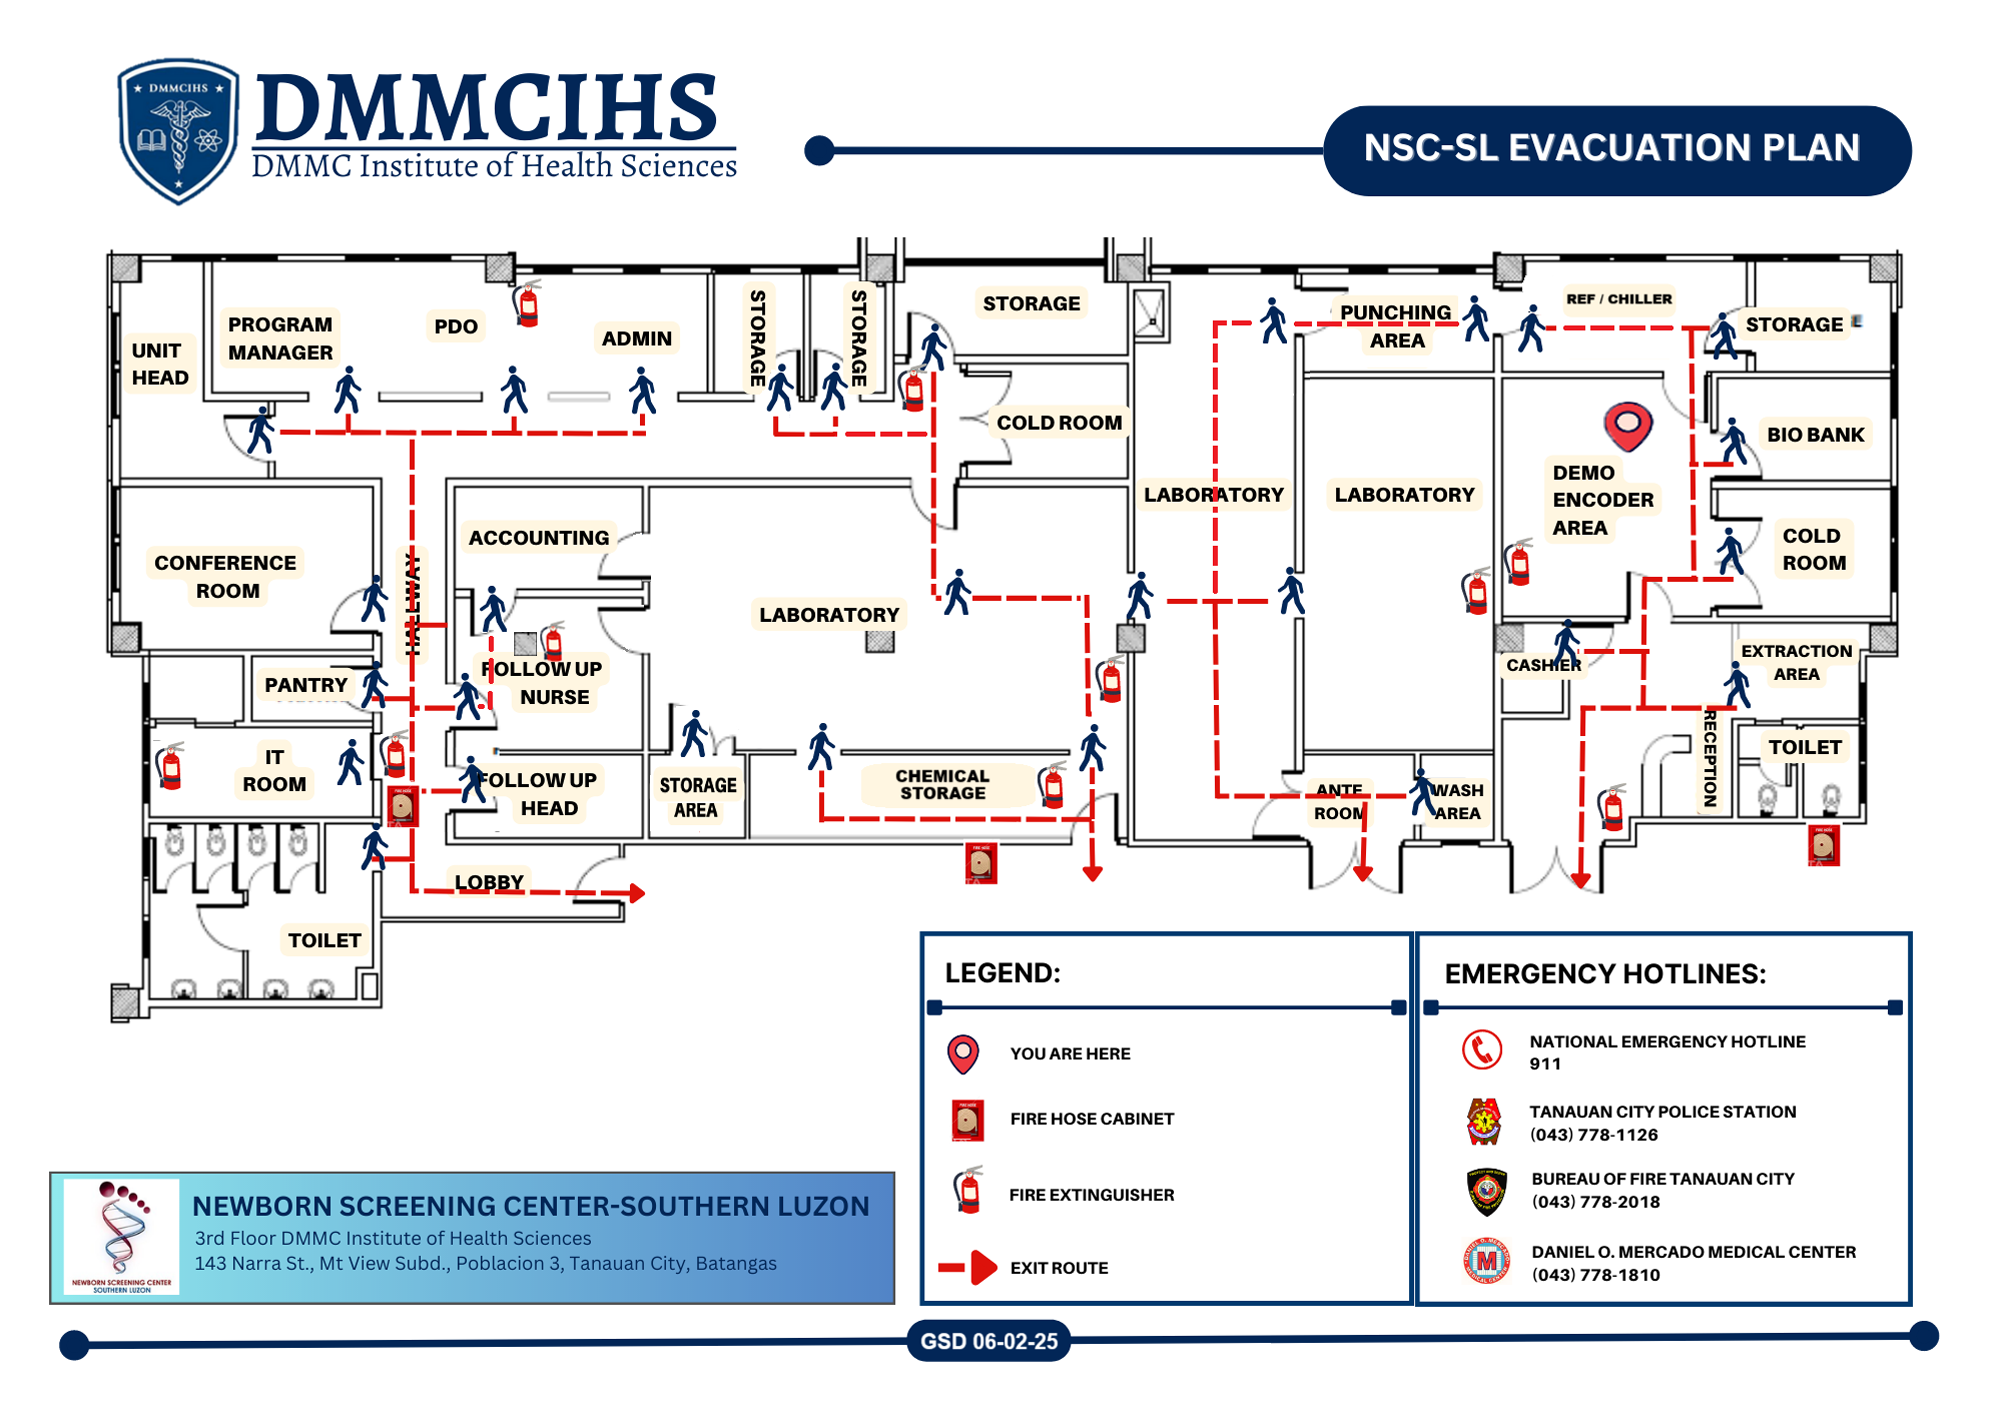 DMMCIHS
DMMCIHS
DMMC Institute of Health Sciences
NSC-SL EVACUATION PLAN
UNIT
HEAD
PROGRAM
MANAGER
PDO
ADMIN
STORAGE
STORAGE
STORAGE
COLD ROOM
PUNCHING
AREA
REF / CHILLER
STORAGE
BIO BANK
LABORATORY
LABORATORY
DEMO
ENCODER
AREA
COLD
ROOM
CONFERENCE
ROOM
HALLWAY
ACCOUNTING
LABORATORY
FOLLOW UP
NURSE
CASHIER
EXTRACTION
AREA
PANTRY
IT
ROOM
FOLLOW UP
HEAD
STORAGE
AREA
CHEMICAL
STORAGE
ANTE
ROOM
WASH
AREA
RECEPTION
TOILET
LOBBY
TOILET
LEGEND:
YOU ARE HERE
FIRE HOSE CABINET
FIRE EXTINGUISHER
EXIT ROUTE
EMERGENCY HOTLINES:
NATIONAL EMERGENCY HOTLINE
911
TANAUAN CITY POLICE STATION
(043) 778-1126
BUREAU OF FIRE TANAUAN CITY
(043) 778-2018
DANIEL O. MERCADO MEDICAL CENTER
(043) 778-1810
NEWBORN SCREENING CENTER
SOUTHERN LUZON
NEWBORN SCREENING CENTER-SOUTHERN LUZON
3rd Floor DMMC Institute of Health Sciences
143 Narra St., Mt View Subd., Poblacion 3, Tanauan City, Batangas
GSD 06-02-25